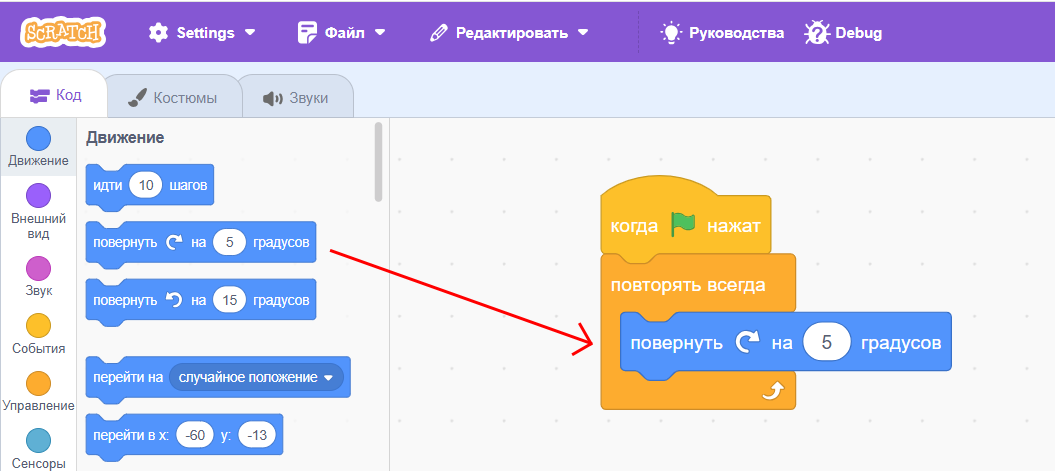 SCRATCH Settings Файл Редактировать Руководства Debug
Код Костюмы Звуки
Движение
Внешний вид
Звук
События
Управление
Сенсоры
Движение
идти 10 шагов
повернуть на 5 градусов
повернуть на 15 градусов
перейти на случайное положение
перейти в x: -60 y: -13
когда нажат
повторять всегда
повернуть на 5 градусов